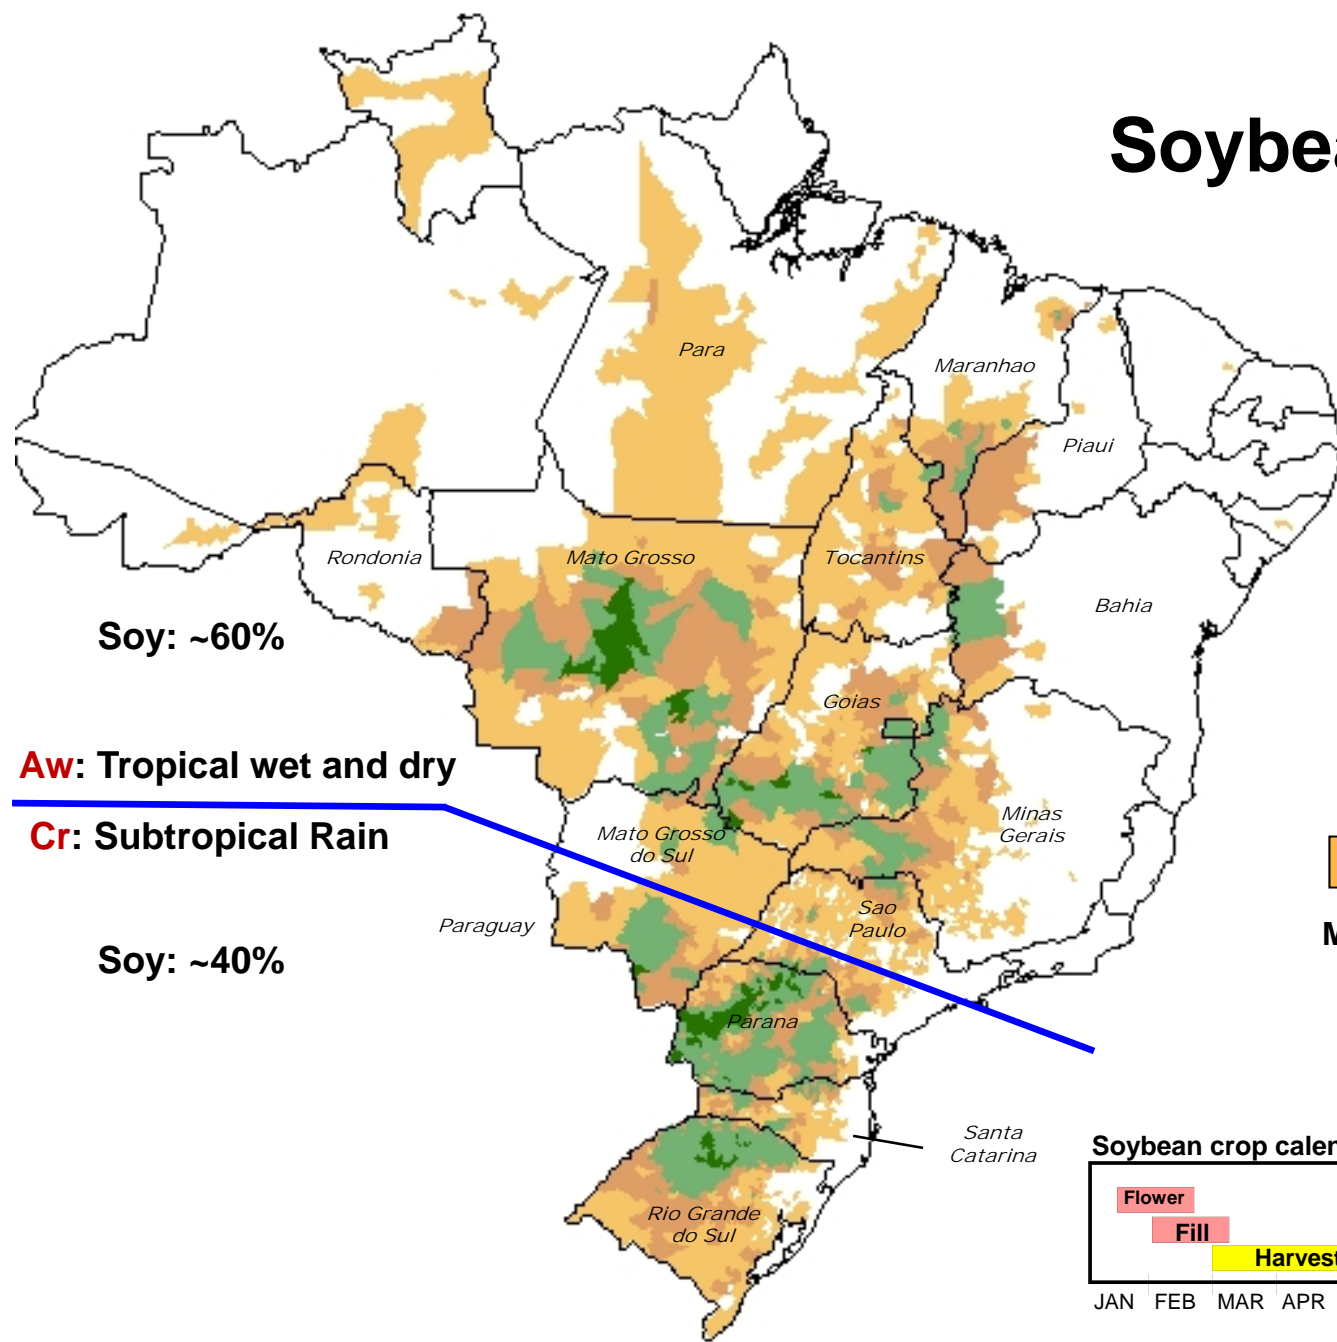 Soybea
Para
Maranhao
Piaui
Rondonia
Mato Grosso
Tocantins
Bahia
Soy: ~60%
Goias
Aw: Tropical wet and dry
Cr: Subtropical Rain
Mato Grosso
do Sul
Minas
Gerais
Sao
Paulo
Paraguay
Soy: ~40%
M
Parana
Santa
Catarina
Rio Grande
do Sul
Soybean crop calen
Flower
Fill
Harvest
JAN FEB MAR APR